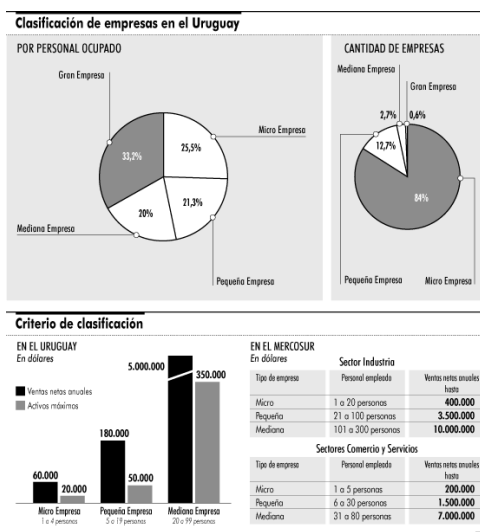 Clasificación de empresas en el Uruguay
POR PERSONAL OCUPADO
Gran Empresa
Micro Empresa
33,2%
25,5%
20%
21,3%
Mediana Empresa
Pequeña Empresa
CANTIDAD DE EMPRESAS
Mediana Empresa
Gran Empresa
2,7% 0,6%
12,7%
84%
Pequeña Empresa Micro Empresa
Criterio de clasificación
EN EL URUGUAY
En dólares
Ventas netas anuales
Activos máximos
60.000
20.000
180.000
50.000
5.000.000
350.000
Micro Empresa
1 a 4 personas
Pequeña Empresa
5 a 19 personas
Mediana Empresa
20 a 99 personas
EN EL MERCOSUR
En dólares
Sector Industria
Tipo de empresa Personal empleado Ventas netas anuales
hasta
Micro 1 a 20 personas 400.000
Pequeña 21 a 100 personas 3.500.000
Mediana 101 a 300 personas 10.000.000
Sectores Comercio y Servicios
Tipo de empresa Personal empleado Ventas netas anuales
hasta
Micro 1 a 5 personas 200.000
Pequeña 6 a 30 personas 1.500.000
Mediana 31 a 80 personas 7.000.000